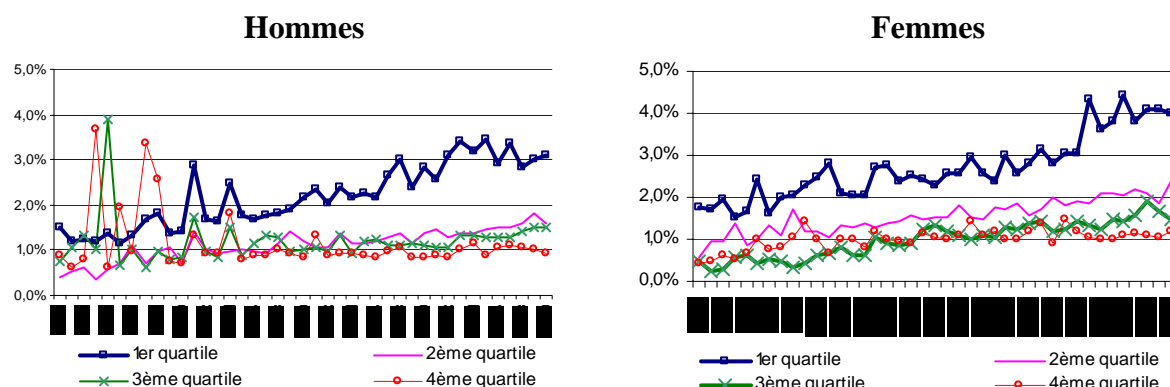 Hommes
5,0%
4,0%
3,0%
2,0%
1,0%
0,0%
1er quartile
2ème quartile
3ème quartile
4ème quartile
Femmes
5,0%
4,0%
3,0%
2,0%
1,0%
0,0%
1er quartile
2ème quartile
3ème quartile
4ème quartile